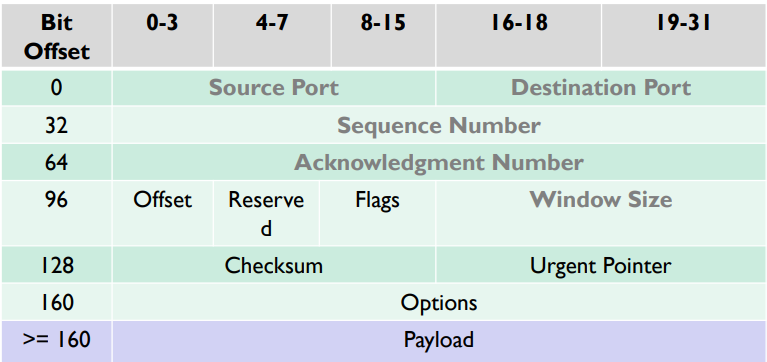 Bit Offset 0-3 4-7 8-15 16-18 19-31
0 Source Port Destination Port
32 Sequence Number
64 Acknowledgment Number
96 Offset Reserve d Flags Window Size
128 Checksum Urgent Pointer
160 Options
>= 160 Payload